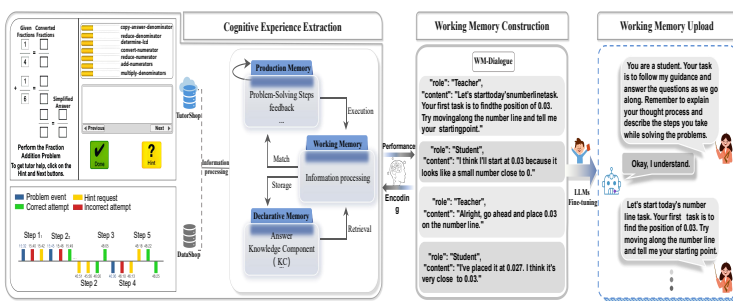 Given Converted
Fractions Fractions
1
=
4
+
1
=
6
Simplified
Answer
=
=
Perform the Fraction
Addition Problem
To get tutor help, click on the
Hint and Next buttons.
copy-answer-denominator
reduce-denominator
determine-lcd
convert-numerator
reduce-numerator
add-numerators
multiply-denominators
Previous
Next
Done
?
Hint
Problem event
Hint request
Correct attempt
Incorrect attempt
Step 1
Step 2
Step 3
Step 5
Step 2
Step 4
TutorShop
Information
processing
DataShop
Cognitive Experience Extraction
Production Memory
Problem-Solving Steps
feedback
...
Execution
Working Memory
Information processing
Match
Storage
Retrieval
Declarative Memory
Answer
Knowledge Component
( KC )
Performance
Encodin
g
Working Memory Construction
WM-Dialogue
"role": "Teacher",
"content": "Let's starttoday'snumberlinetask.
Your first task is to findthe position of 0.03.
Try movingalong the number line and tell me
your startingpoint."
"role": "Student",
"content": "I think I'll start at 0.03 because it
looks like a small number close to 0."
"role": "Teacher",
"content": "Alright, go ahead and place 0.03
on the number line."
"role": "Student",
"content": "I've placed it at 0.027. I think it's
very close to 0.03."
LLMs
Fine-tuning
Working Memory Upload
You are a student. Your task
is to follow my guidance and
answer the questions as we go
along. Remember to explain
your thought process and
describe the steps you take
while solving the problems.
Okay, I understand.
Let's start today's number
line task. Your first task is to
find the position of 0.03. Try
moving along the number line
and tell me your starting point.